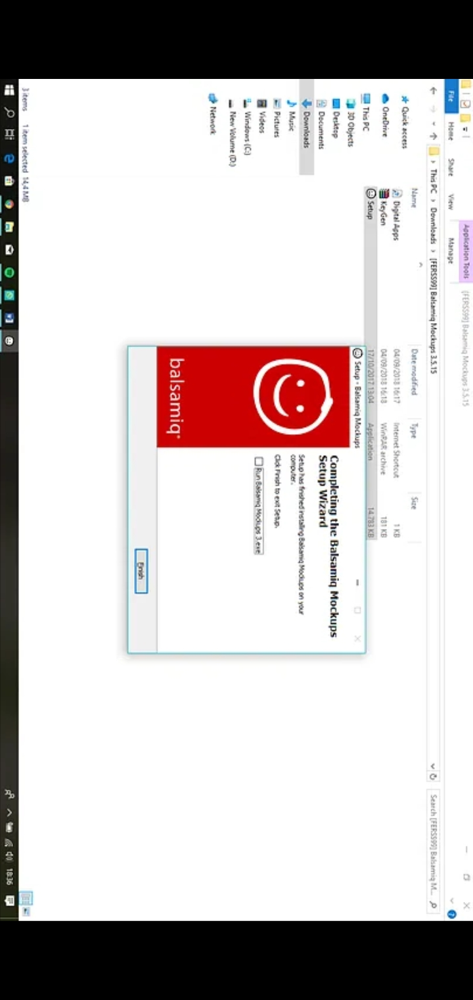 [FERSS99] Balsamiq Mockups 3.5.15
Application Tools
File Home Share View Manage
This PC > Downloads > [FERSS99] Balsamiq Mockups 3.5.15
Search [FERSS99] Balsamiq M...
Quick access
OneDrive
This PC
3D Objects
Desktop
Documents
Downloads
Music
Pictures
Videos
Windows (C:)
New Volume (D:)
Network
Name Date modified Type Size
Digital Apps 04/09/2018 16:17 Internet Shortcut 1 KB
KeyGen 04/09/2018 16:18 WinRAR archive 181 KB
Setup 17/10/2017 13:04 Application 14.783 KB
Setup - Balsamiq Mockups
Completing the Balsamiq Mockups
Setup Wizard
Setup has finished installing Balsamiq Mockups on your
computer.
Click Finish to exit Setup.
Run Balsamiq Mockups 3.exe
balsamiq
Finish
3 items 1 item selected 14,4 MB
18:36